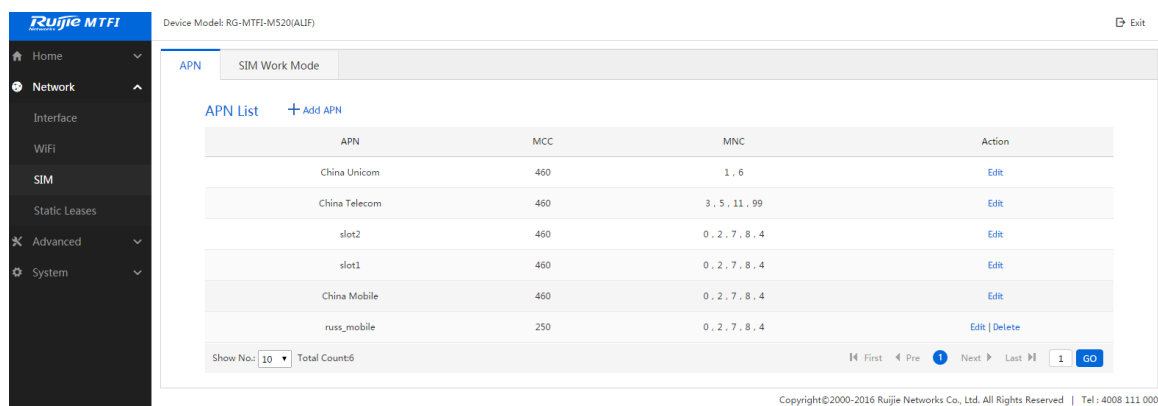 Ruijie MTFI
Networks
Device Model: RG-MTFI-M520(ALIF)
Exit
Home
Network
Interface
WiFi
SIM
Static Leases
Advanced
System
APN SIM Work Mode
APN List + Add APN
APN MCC MNC Action
China Unicom 460 1 , 6 Edit
China Telecom 460 3 , 5 , 11 , 99 Edit
slot2 460 0 , 2 , 7 , 8 , 4 Edit
slot1 460 0 , 2 , 7 , 8 , 4 Edit
China Mobile 460 0 , 2 , 7 , 8 , 4 Edit
russ_mobile 250 0 , 2 , 7 , 8 , 4 Edit | Delete
Show No.: 10 Total Count:6 First Pre 1 Next Last 1 GO
Copyright©2000-2016 Ruijie Networks Co., Ltd. All Rights Reserved | Tel : 4008 111 000